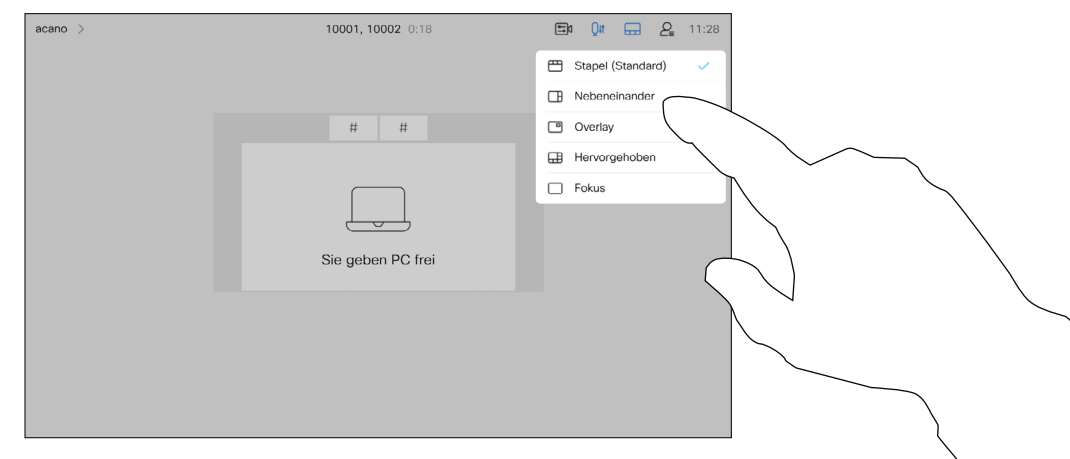 acano
10001, 10002 0:18
11:28
Stapel (Standard)
Nebeneinander
Overlay
Hervorgehoben
Fokus
# #
Sie geben PC frei